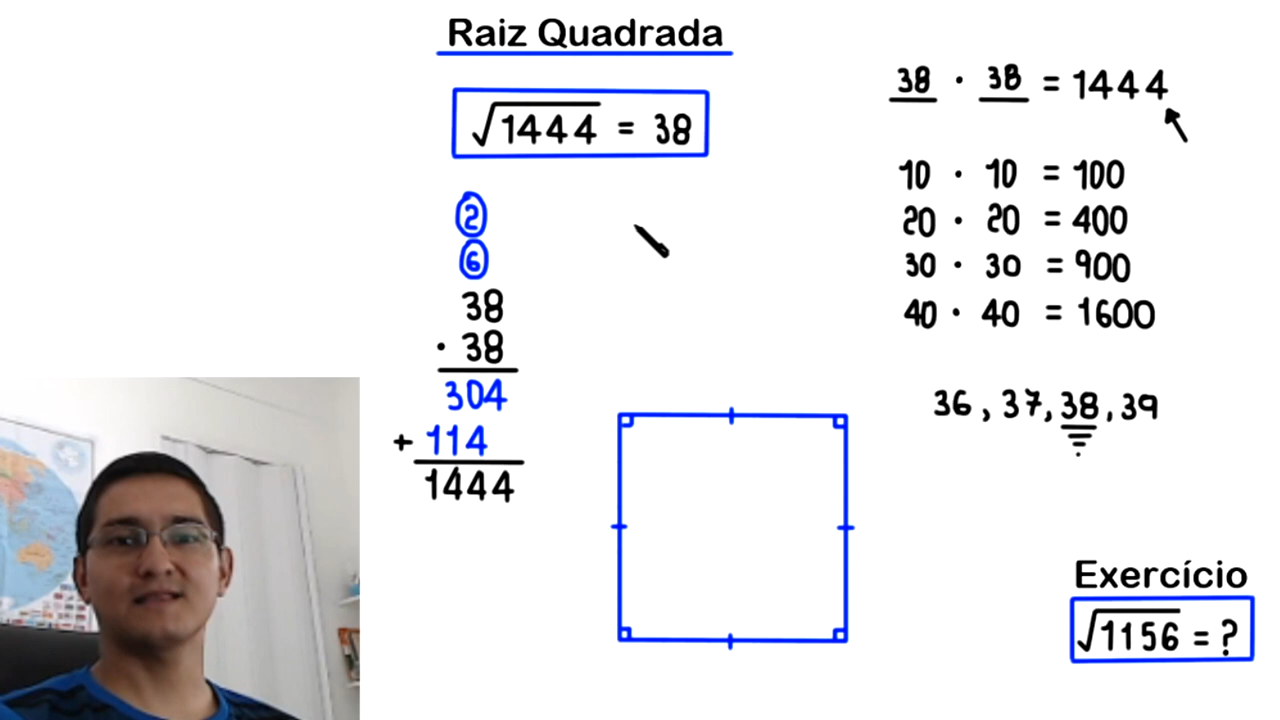 Raiz Quadrada
√1444 = 38
2
6
38
· 38
304
+ 114
1444
38 · 38 = 1444
10 · 10 = 100
20 · 20 = 400
30 · 30 = 900
40 · 40 = 1600
36, 37, 38, 39
Exercício
√1156 = ?